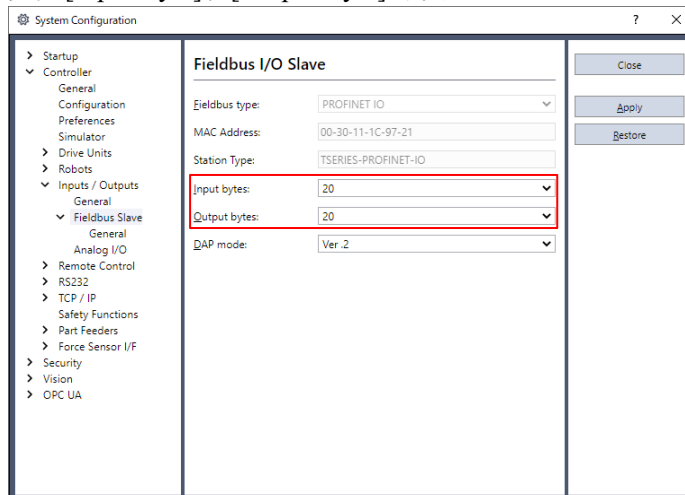 System Configuration
? ×
Startup
Controller
General
Configuration
Preferences
Simulator
Drive Units
Robots
Inputs / Outputs
General
Fieldbus Slave
General
Analog I/O
Remote Control
RS232
TCP / IP
Safety Functions
Part Feeders
Force Sensor I/F
Security
Vision
OPC UA
Fieldbus I/O Slave
Fieldbus type: PROFINET IO
MAC Address: 00-30-11-1C-97-21
Station Type: TSERIES-PROFINET-IO
Input bytes: 20
Output bytes: 20
DAP mode: Ver .2
Close
Apply
Restore